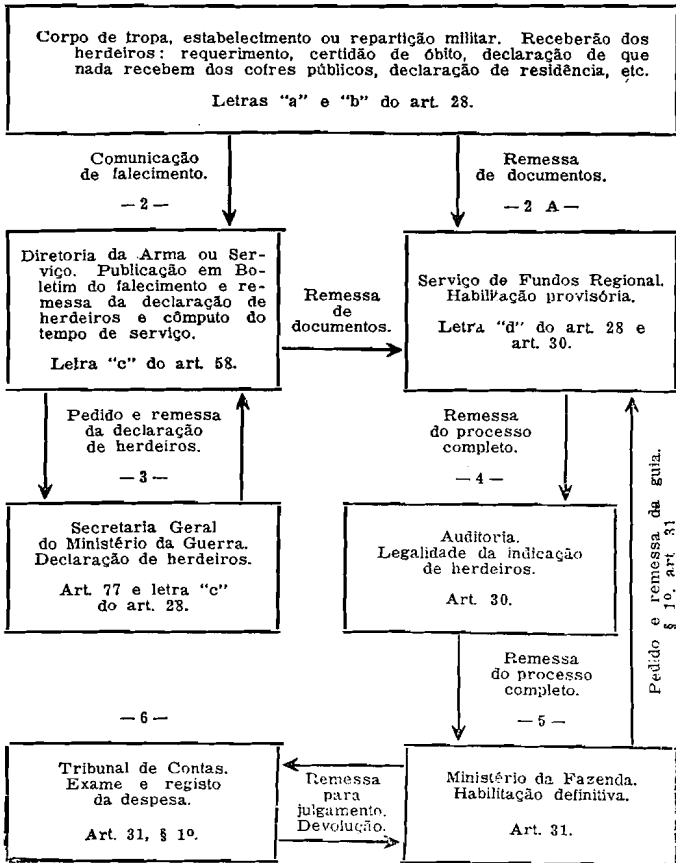 Corpo de tropa, estabelecimento ou repartição militar. Receberão dos
herdeiros: requerimento, certidão de óbito, declaração de que
nada recebem dos cofres públicos, declaração de residência, etc.
Letras "a" e "b" do art. 28.
Comunicação
de falecimento.
— 2 —
Remessa
de documentos.
— 2 A —
Diretoria da Arma ou Ser-
viço. Publicação em Bo-
letim do falecimento e re-
messa da declaração de
herdeiros e cômputo do
tempo de serviço.
Letra "c" do art. 58.
Remessa
de
documentos.
Serviço de Fundos Regional.
Habilitação provisória.
Letra "d" do art. 28 e
art. 30.
Pedido e remessa
da declaração
de herdeiros.
— 3 —
Remessa
do processo
completo.
— 4 —
Secretaria Geral
do Ministério da Guerra.
Declaração de herdeiros.
Art. 77 e letra "c"
do art. 28.
Auditoria.
Legalidade da indicação
de herdeiros.
Art. 30.
Pedido e remessa da guia.
§ 1º, art. 31
Remessa
do processo
completo.
— 5 —
— 6 —
Tribunal de Contas.
Exame e registo
da despesa.
Art. 31, § 1º.
Remessa
para
julgamento.
Devolução.
Ministério da Fazenda.
Habilitação definitiva.
Art. 31.